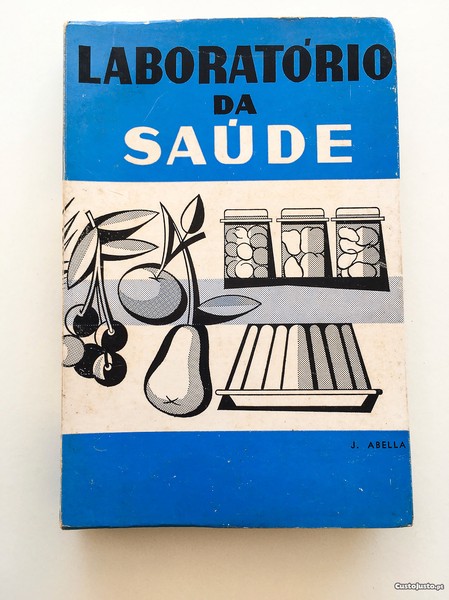 LABORATÓRIO
DA
SAÚDE
J. ABELLA
CustoJusto.pt